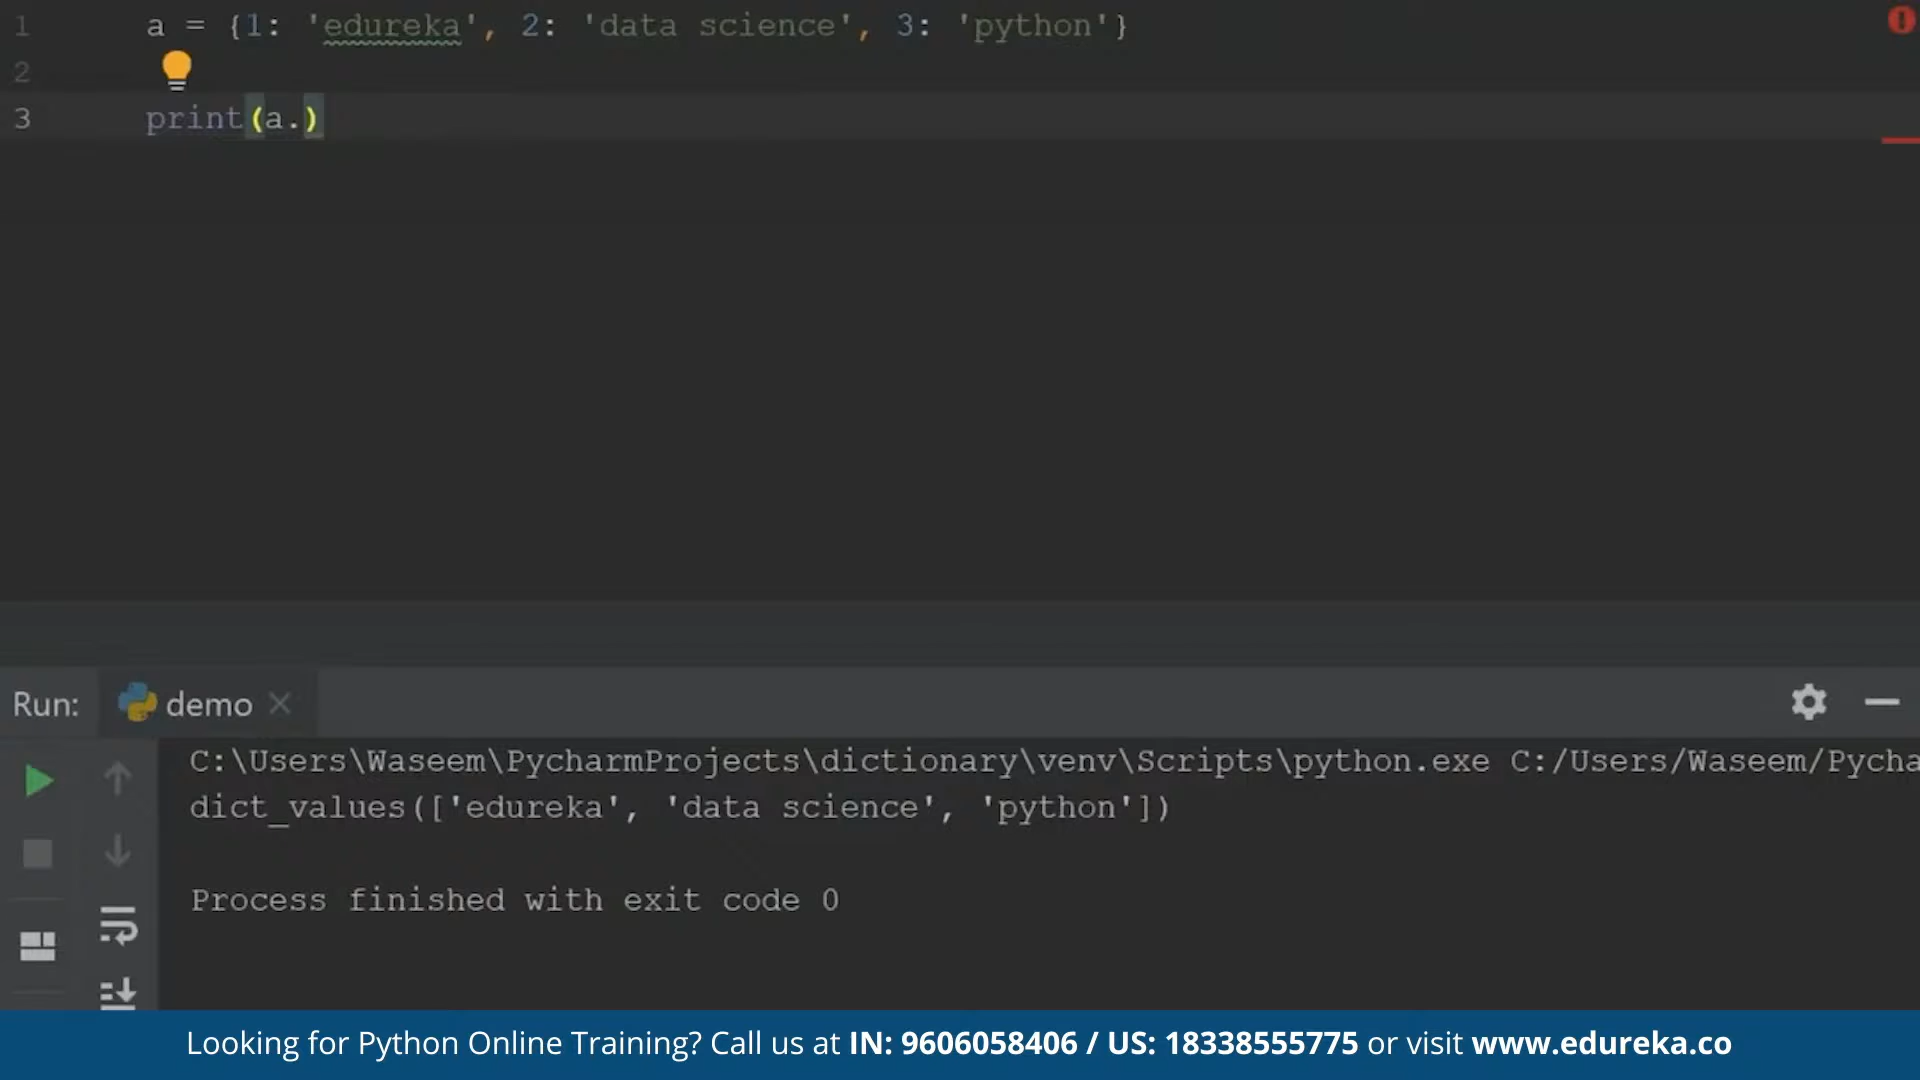 1 a = {1: 'edureka', 2: 'data science', 3: 'python'}
2
3 print(a.)
Run: demo
C:\Users\Waseem\PycharmProjects\dictionary\venv\Scripts\python.exe C:/Users/Waseem/Pycha
dict_values(['edureka', 'data science', 'python'])
Process finished with exit code 0
Looking for Python Online Training? Call us at IN: 9606058406 / US: 18338555775 or visit www.edureka.co